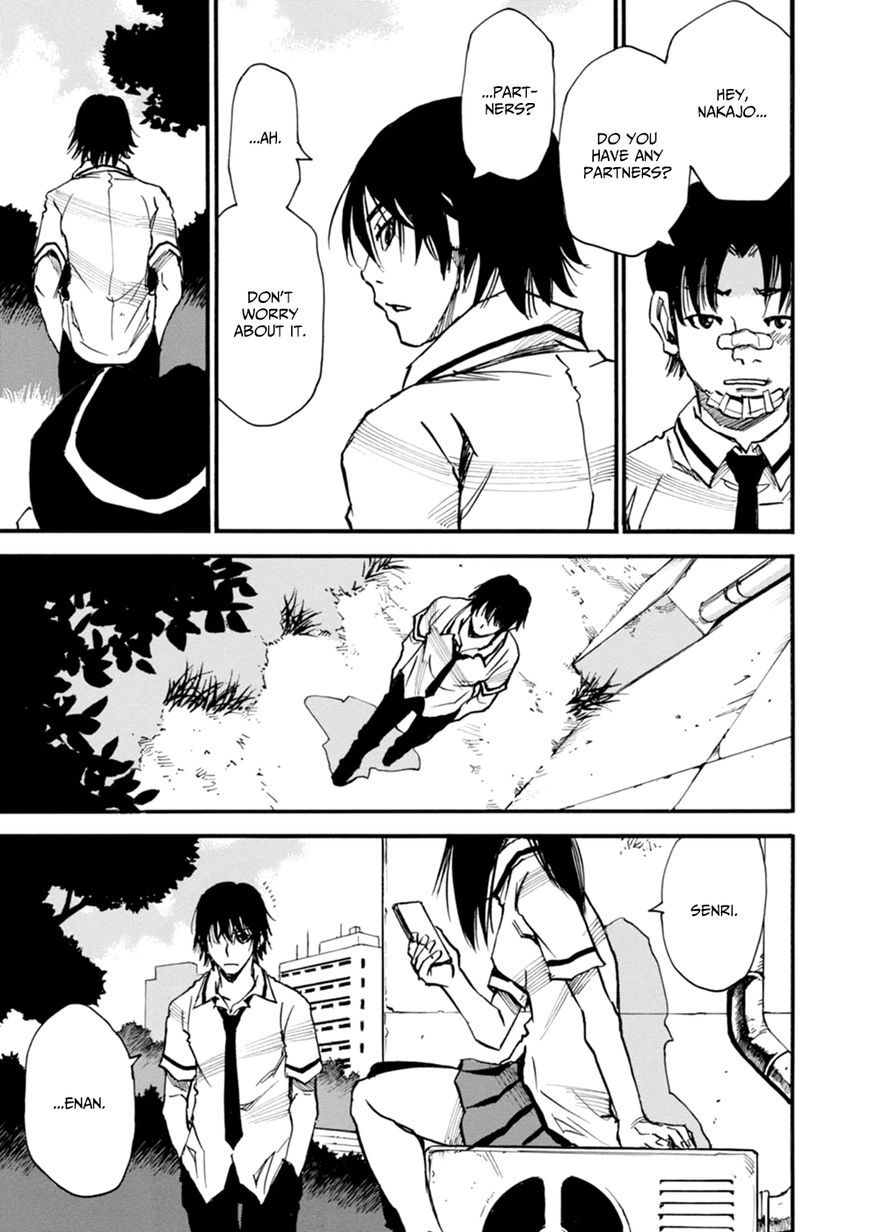 HEY,
NAKAJO...
DO YOU
HAVE ANY
PARTNERS?
...PART-
NERS?
...AH.
DON'T
WORRY
ABOUT IT.
SENRI.
...ENAN.